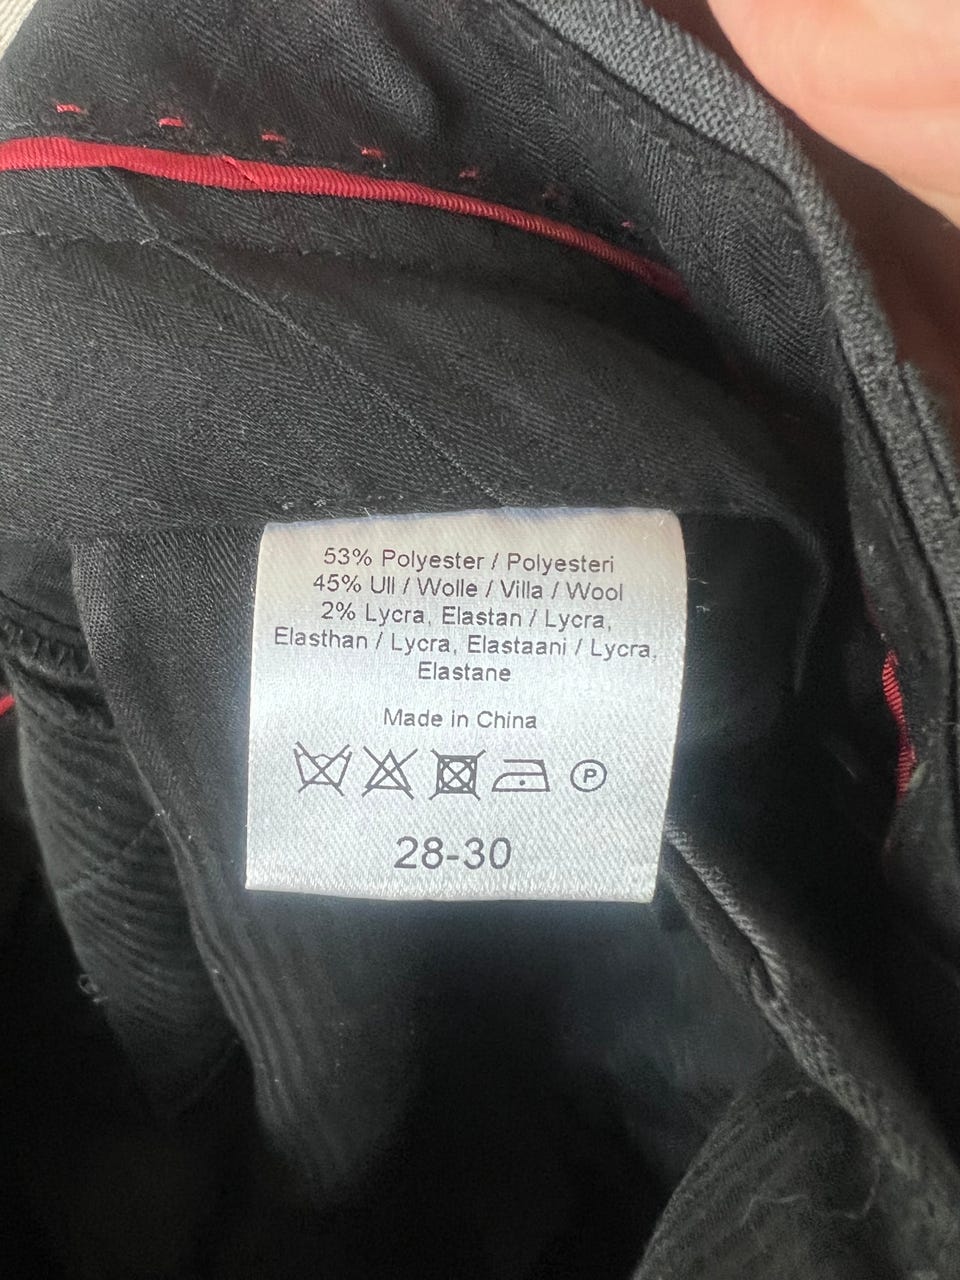 53% Polyester / Polyesteri
45% Ull / Wolle / Villa / Wool
2% Lycra, Elastan / Lycra,
Elasthan / Lycra, Elastaani / Lycra,
Elastane
Made in China
P
28-30